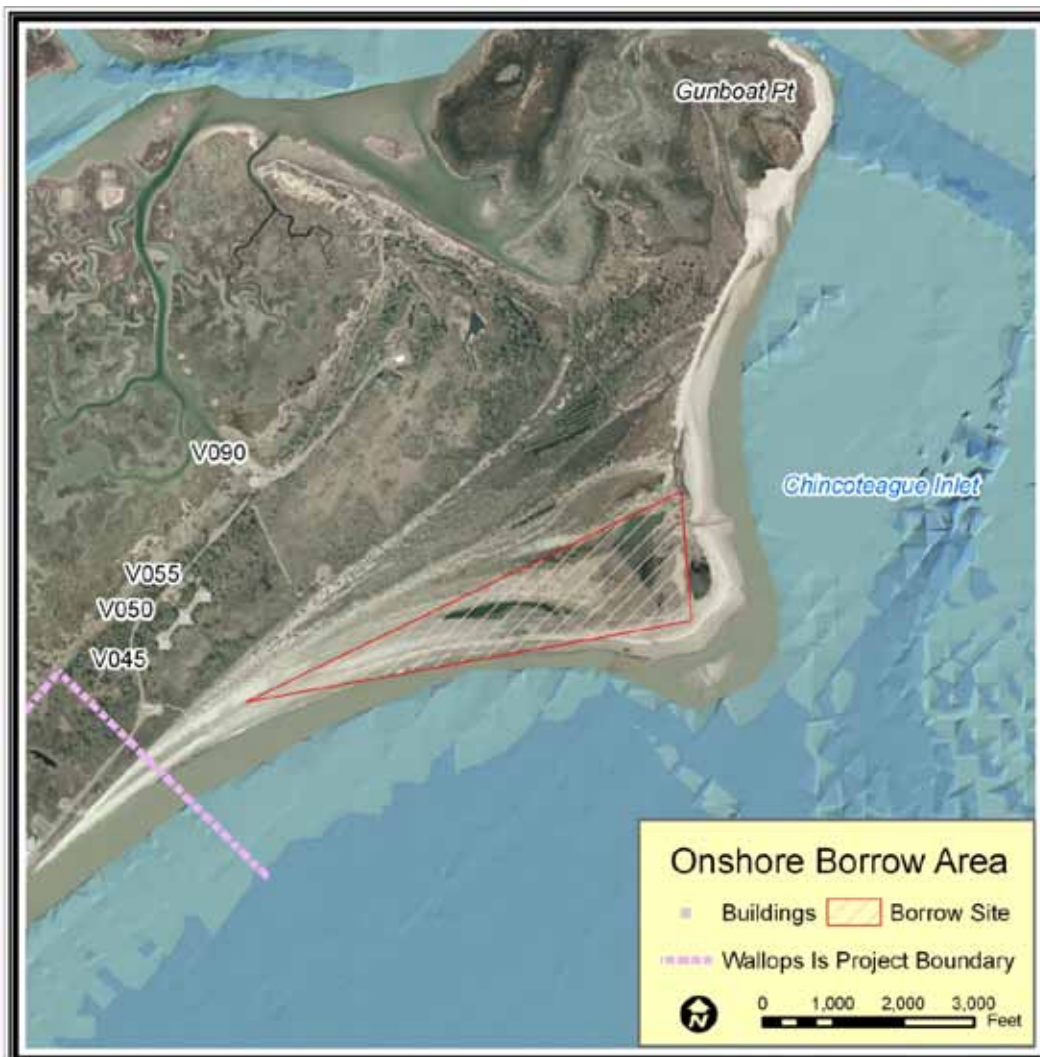 Gunboat Pt
V090
Chincoteague Inlet
V055
V050
V045
Onshore Borrow Area
Buildings Borrow Site
Wallops Is Project Boundary
N 0 1,000 2,000 3,000
Feet